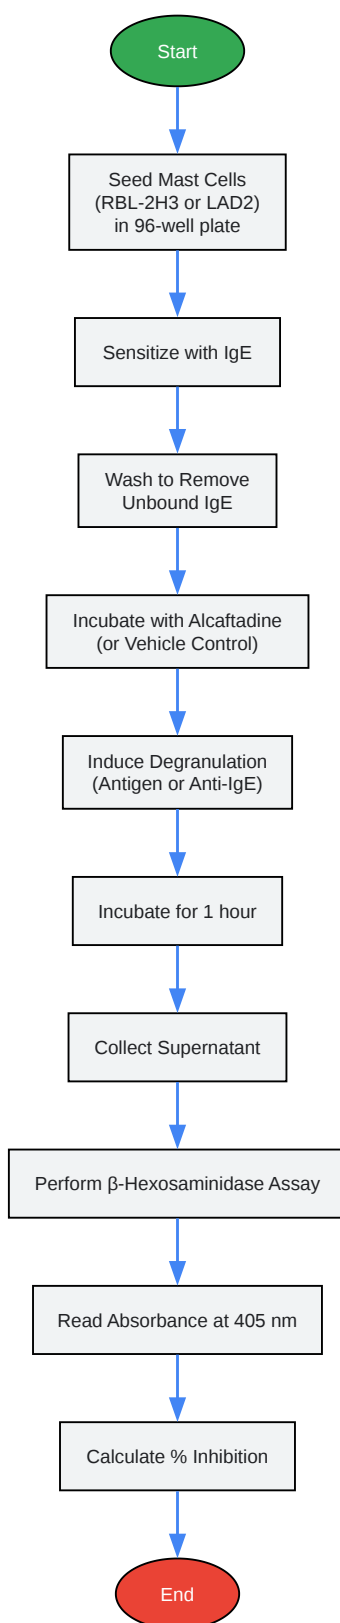 Start
Seed Mast Cells
(RBL-2H3 or LAD2)
in 96-well plate
Sensitize with IgE
Wash to Remove
Unbound IgE
Incubate with Alcaftadine
(or Vehicle Control)
Induce Degranulation
(Antigen or Anti-IgE)
Incubate for 1 hour
Collect Supernatant
Perform β-Hexosaminidase Assay
Read Absorbance at 405 nm
Calculate % Inhibition
End